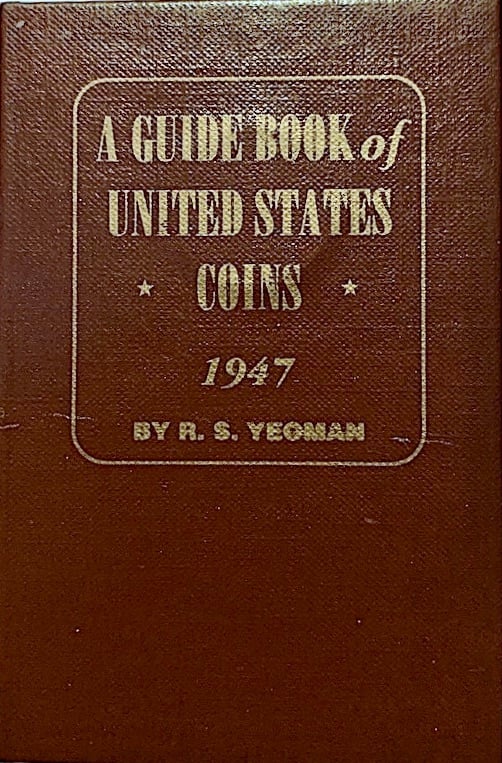 A GUIDE BOOK of
UNITED STATES
★ COINS ★
1947
BY R. S. YEOMAN